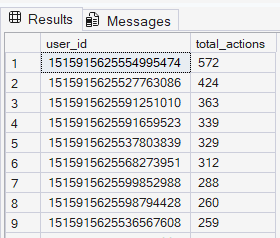 Results Messages
user_id total_actions
1 1515915625554995474 572
2 1515915625527763086 424
3 1515915625591251010 363
4 1515915625591659523 339
5 1515915625537803839 329
6 1515915625568273951 312
7 1515915625599852988 288
8 1515915625598794428 260
9 1515915625536567608 259